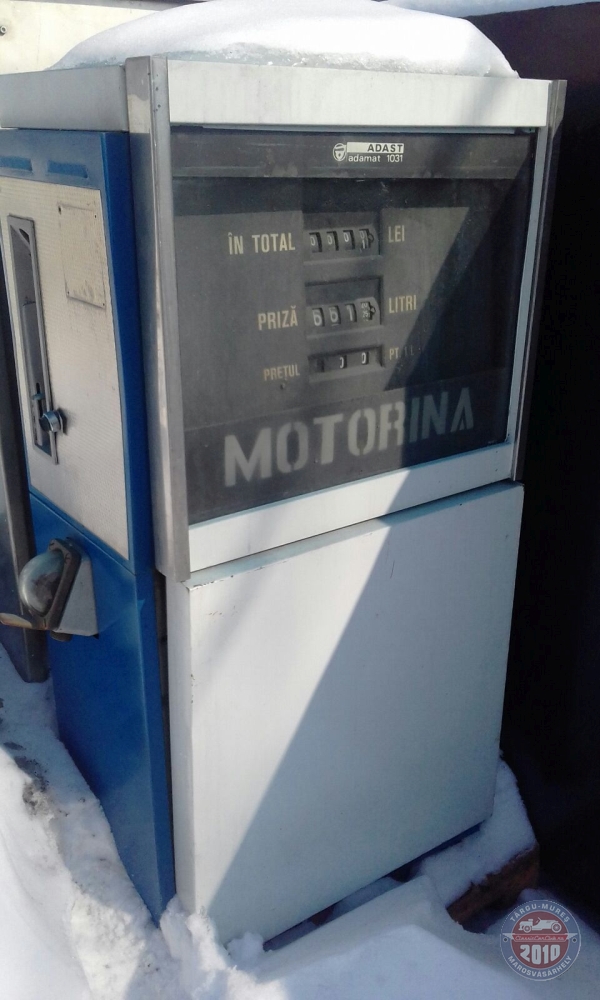 ADAST
adamat 1031
ÎN TOTAL LEI
PRIZĂ LITRI
PREȚUL
MOTORINA
TÂRGU-MUREȘ
2010
MAROSVÁSÁRHELY